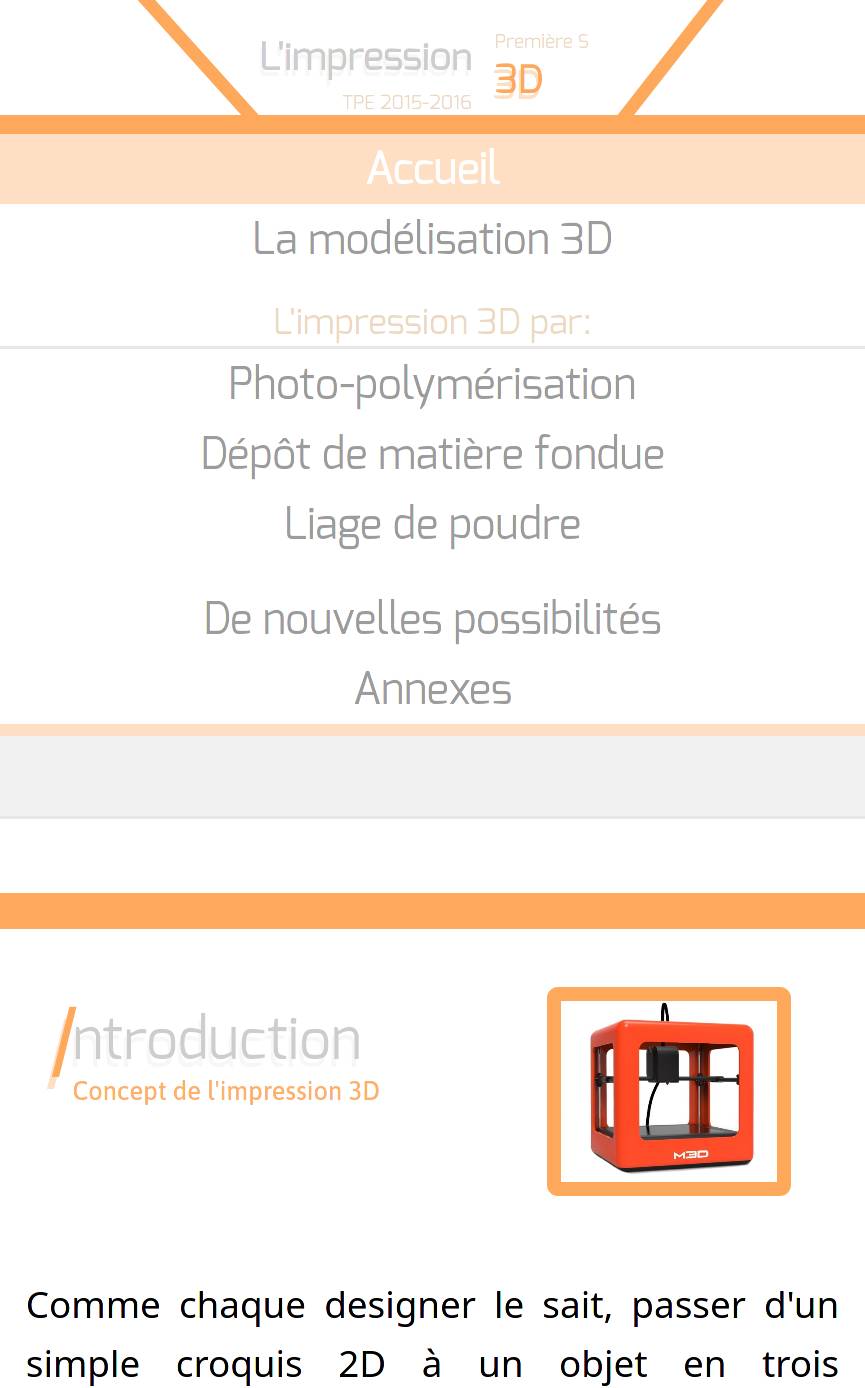 L'impression
Première S
3D
TPE 2015-2016
Accueil
La modélisation 3D
L'impression 3D par:
Photo-polymérisation
Dépôt de matière fondue
Liage de poudre
De nouvelles possibilités
Annexes
Introduction
Concept de l'impression 3D
M3D
Comme chaque designer le sait, passer d'un
simple croquis 2D à un objet en trois